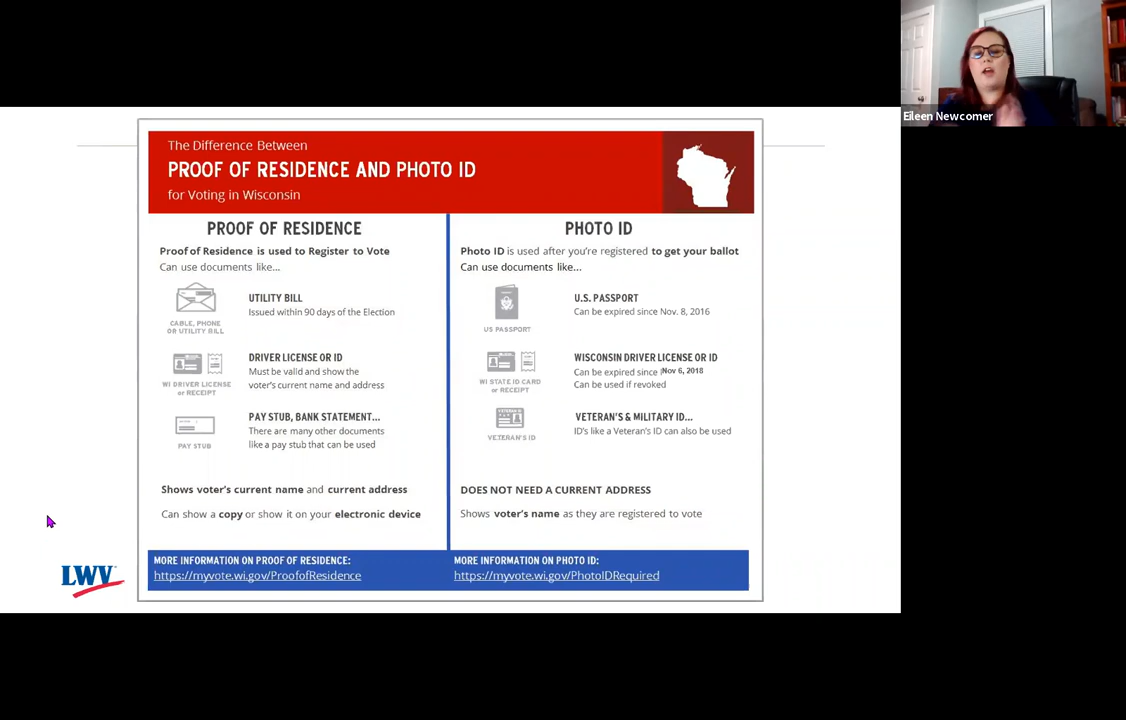 Eileen Newcomer
The Difference Between
PROOF OF RESIDENCE AND PHOTO ID
for Voting in Wisconsin
PROOF OF RESIDENCE
Proof of Residence is used to Register to Vote
Can use documents like...
CABLE, PHONE
OR UTILITY BILL
UTILITY BILL
Issued within 90 days of the Election
WI DRIVER LICENSE
or RECEIPT
DRIVER LICENSE OR ID
Must be valid and show the
voter's current name and address
PAY STUB
PAY STUB, BANK STATEMENT...
There are many other documents
like a pay stub that can be used
Shows voter's current name and current address
Can show a copy or show it on your electronic device
MORE INFORMATION ON PROOF OF RESIDENCE:
https://myvote.wi.gov/ProofofResidence
PHOTO ID
Photo ID is used after you're registered to get your ballot
Can use documents like...
US PASSPORT
U.S. PASSPORT
Can be expired since Nov. 8, 2016
WI STATE ID CARD
or RECEIPT
WISCONSIN DRIVER LICENSE OR ID
Can be expired since Nov 6, 2018
Can be used if revoked
VETERAN'S ID
VETERAN'S & MILITARY ID...
ID's like a Veteran's ID can also be used
DOES NOT NEED A CURRENT ADDRESS
Shows voter's name as they are registered to vote
MORE INFORMATION ON PHOTO ID:
https://myvote.wi.gov/PhotoIDRequired
LWV